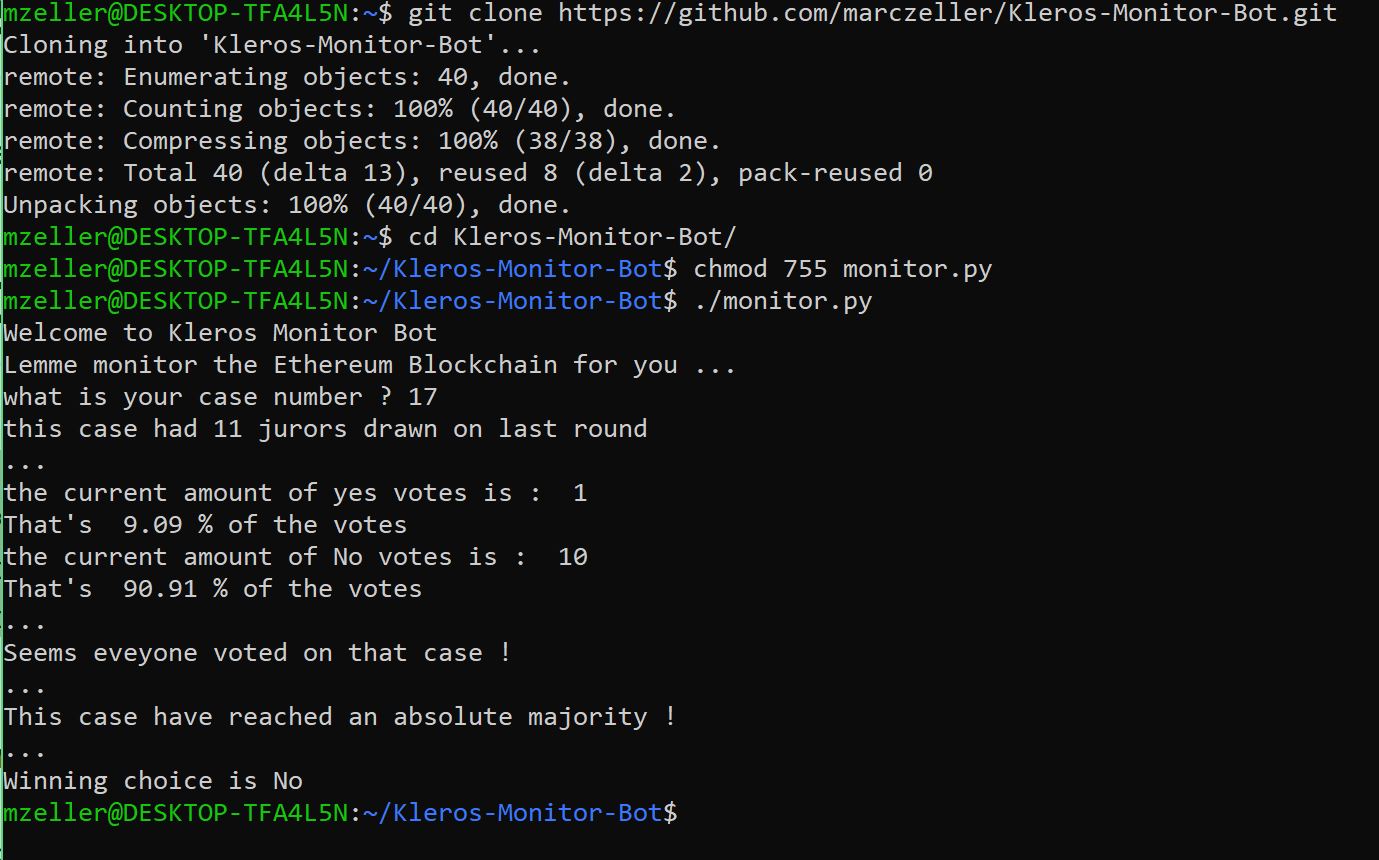 mzeller@DESKTOP-TFA4L5N:~$ git clone https://github.com/marczeller/Kleros-Monitor-Bot.git
Cloning into 'Kleros-Monitor-Bot'...
remote: Enumerating objects: 40, done.
remote: Counting objects: 100% (40/40), done.
remote: Compressing objects: 100% (38/38), done.
remote: Total 40 (delta 13), reused 8 (delta 2), pack-reused 0
Unpacking objects: 100% (40/40), done.
mzeller@DESKTOP-TFA4L5N:~$ cd Kleros-Monitor-Bot/
mzeller@DESKTOP-TFA4L5N:~/Kleros-Monitor-Bot$ chmod 755 monitor.py
mzeller@DESKTOP-TFA4L5N:~/Kleros-Monitor-Bot$ ./monitor.py
Welcome to Kleros Monitor Bot
Lemme monitor the Ethereum Blockchain for you ...
what is your case number ? 17
this case had 11 jurors drawn on last round
...
the current amount of yes votes is :  1
That's  9.09 % of the votes
the current amount of No votes is :  10
That's  90.91 % of the votes
...
Seems eveyone voted on that case !
...
This case have reached an absolute majority !
...
Winning choice is No
mzeller@DESKTOP-TFA4L5N:~/Kleros-Monitor-Bot$